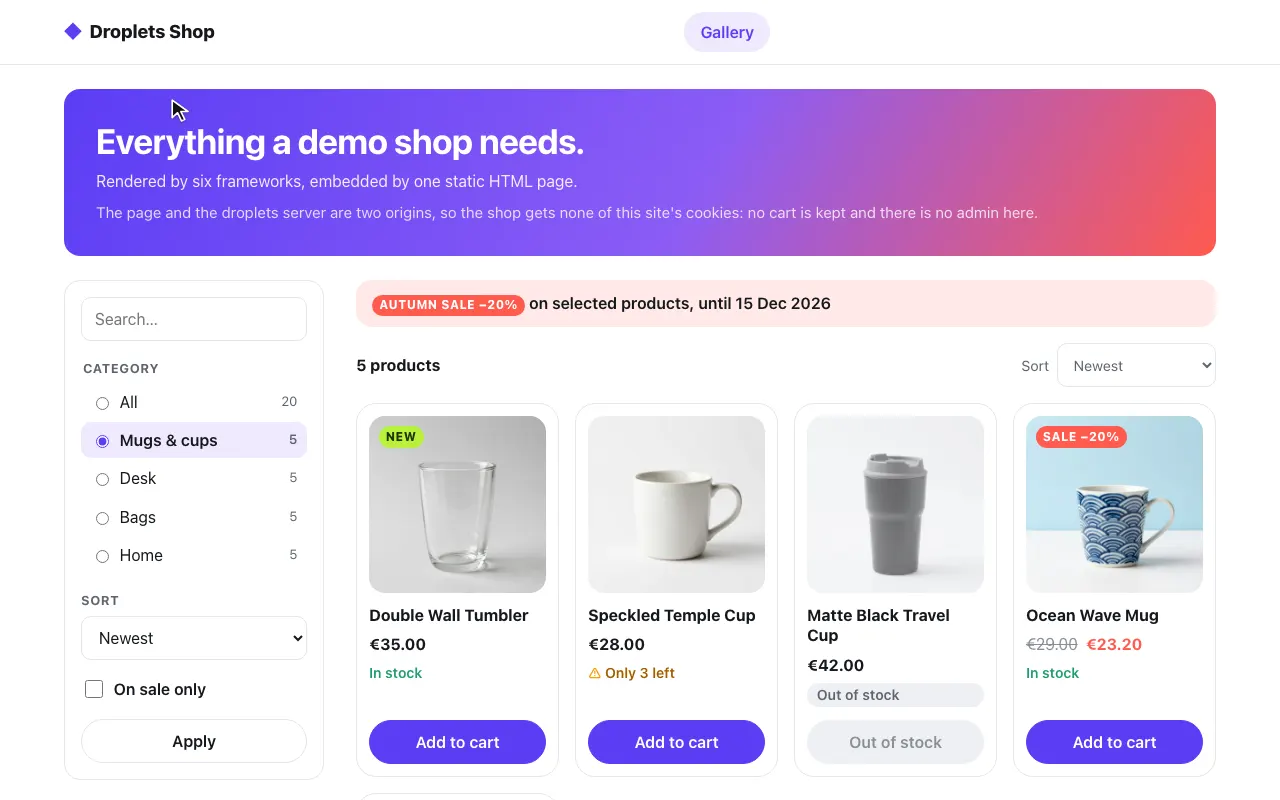 Droplets Shop
Gallery
Everything a demo shop needs.
Rendered by six frameworks, embedded by one static HTML page.
The page and the droplets server are two origins, so the shop gets none of this site's cookies: no cart is kept and there is no admin here.
Search...
CATEGORY
All 20
Mugs & cups 5
Desk 5
Bags 5
Home 5
SORT
Newest
On sale only
Apply
AUTUMN SALE −20% on selected products, until 15 Dec 2026
5 products
Sort Newest
NEW
Double Wall Tumbler
€35.00
In stock
Add to cart
Speckled Temple Cup
€28.00
⚠ Only 3 left
Add to cart
Matte Black Travel
Cup
€42.00
Out of stock
Out of stock
SALE −20%
Ocean Wave Mug
€29.00 €23.20
In stock
Add to cart